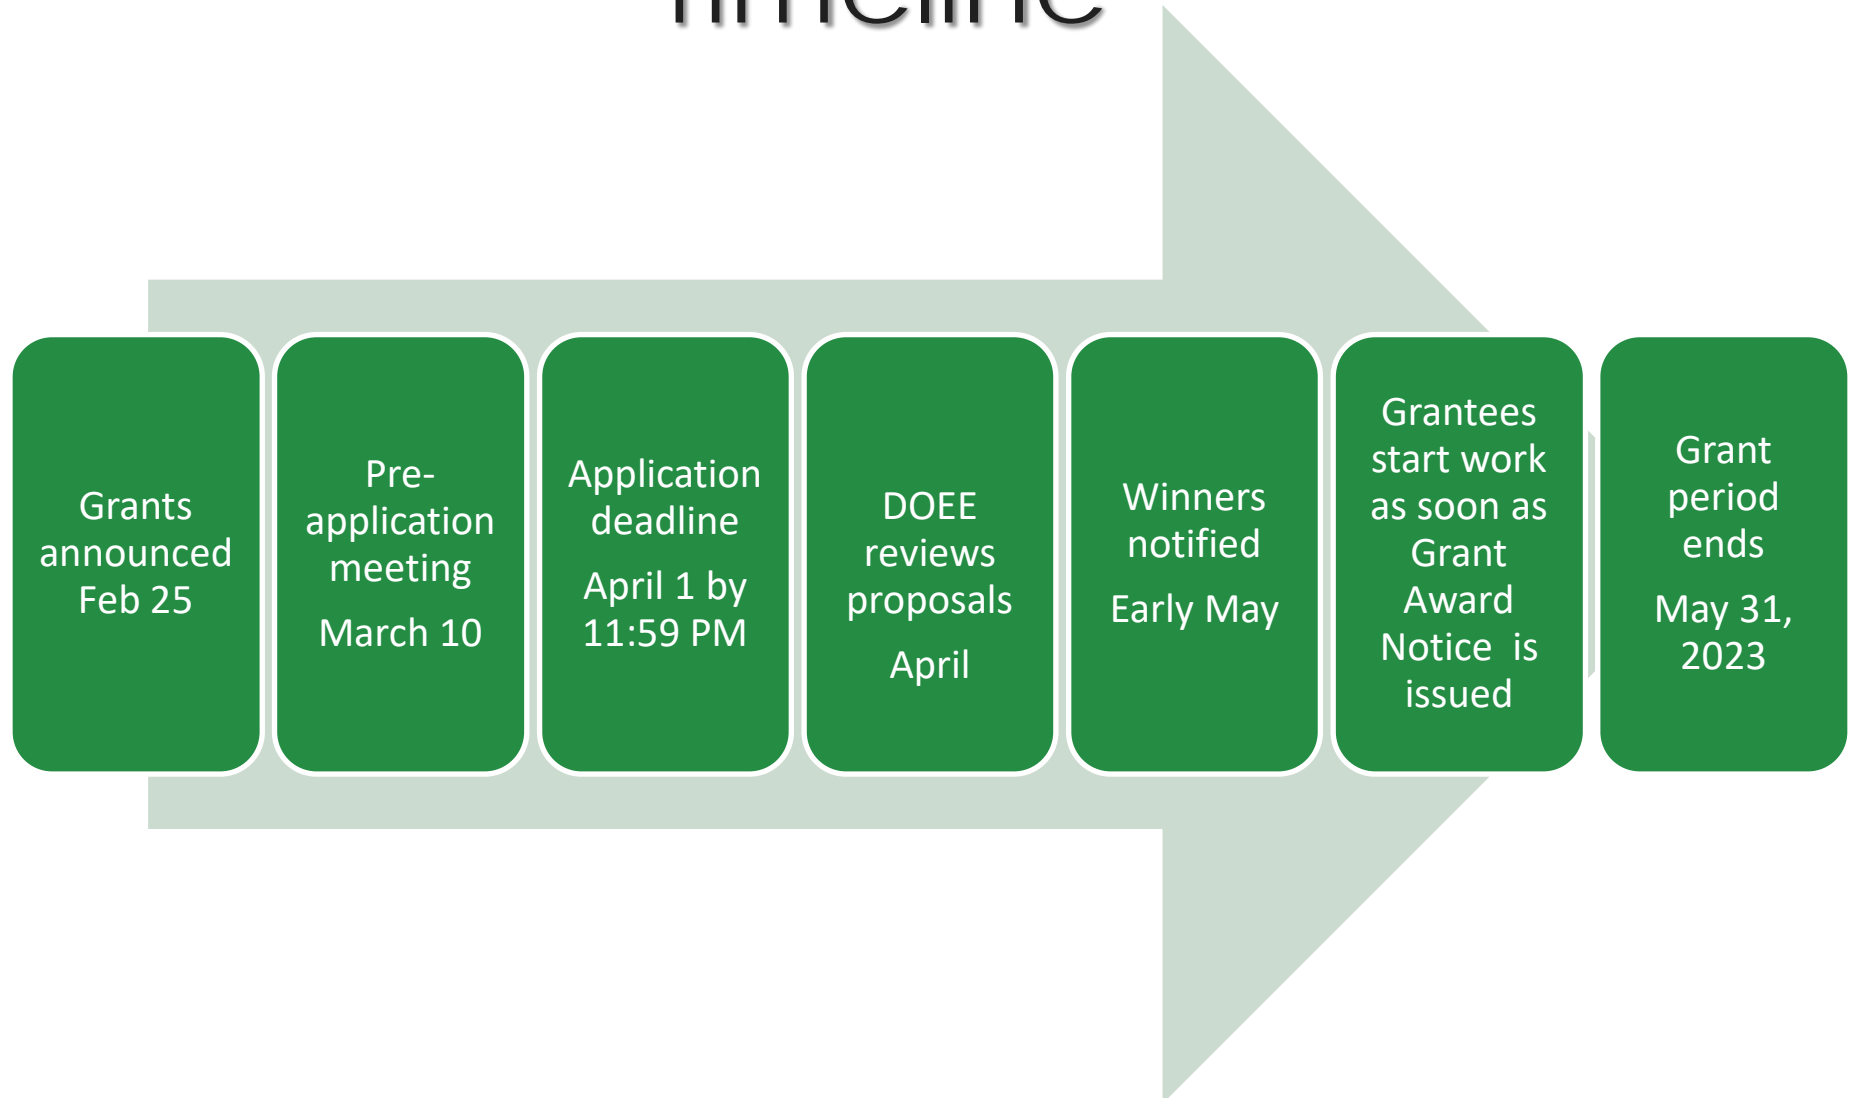 Timeline
Grants
announced
Feb 25
Pre-
application
meeting
March 10
Application
deadline
April 1 by
11:59 PM
DOEE
reviews
proposals
April
Winners
notified
Early May
Grantees
start work
as soon as
Grant
Award
Notice  is
issued
Grant
period
ends
May 31,
2023